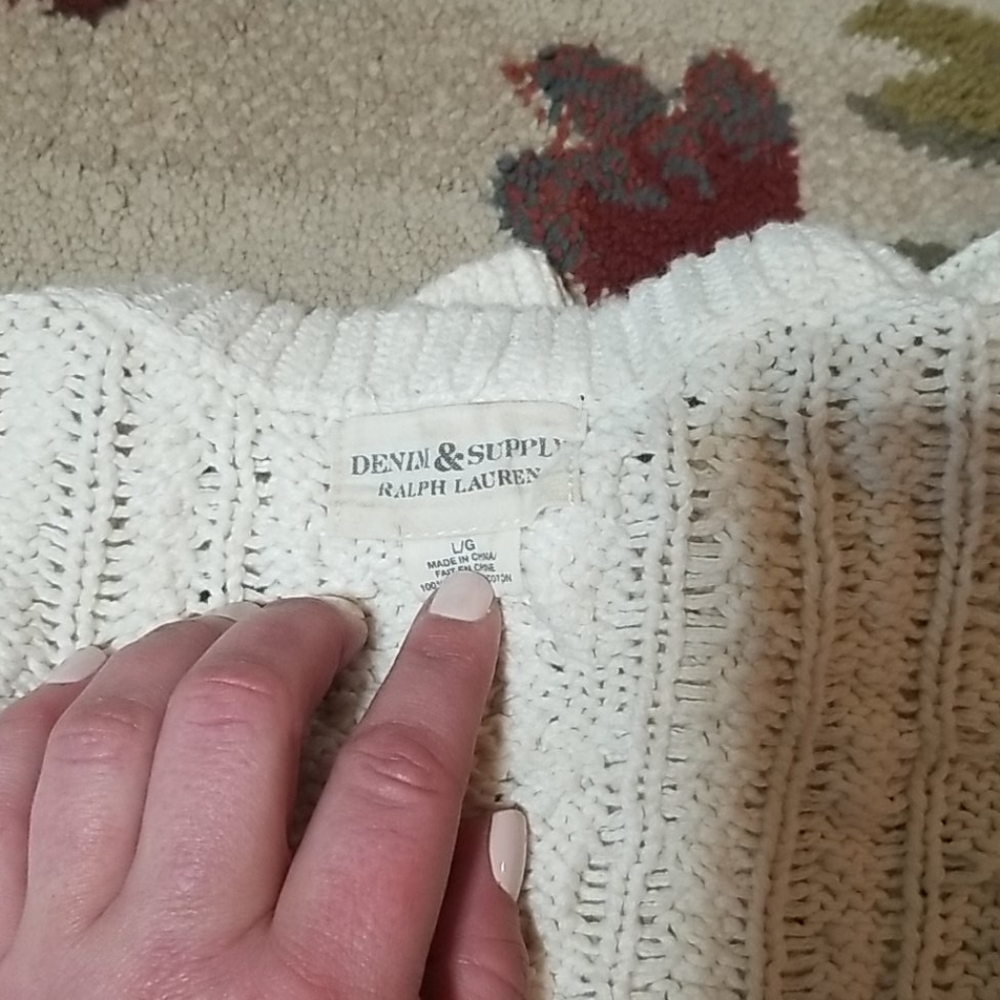 DENIM & SUPPLY
RALPH LAUREN
L/G
MADE IN CHINA/
FAIT EN CHINE